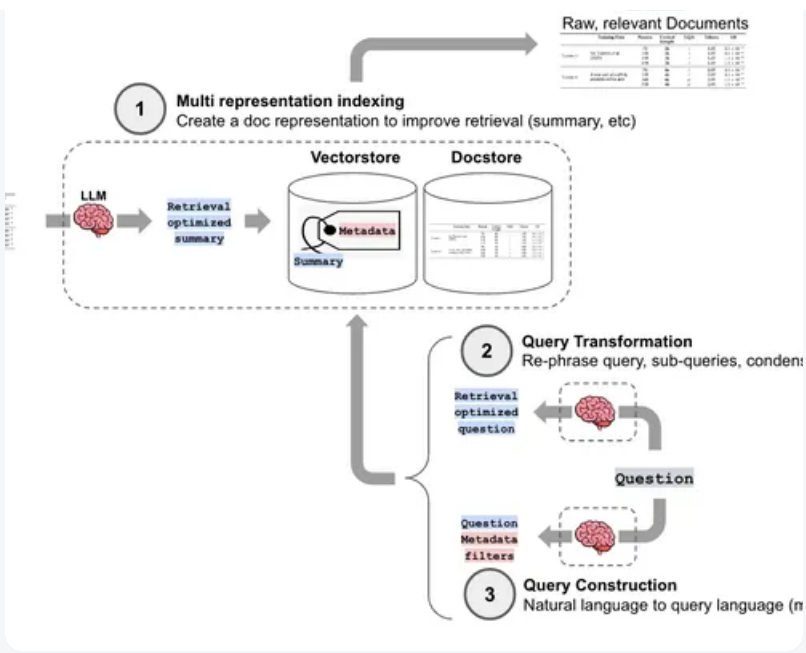 Raw, relevant Documents
1
Multi representation indexing
Create a doc representation to improve retrieval (summary, etc)
Vectorstore
Docstore
LLM
Retrieval
optimized
summary
Metadata
Summary
2
Query Transformation
Re-phrase query, sub-queries, condens
Retrieval
optimized
question
Question
Question
Metadata
filters
Query Construction
3
Natural language to query language (m